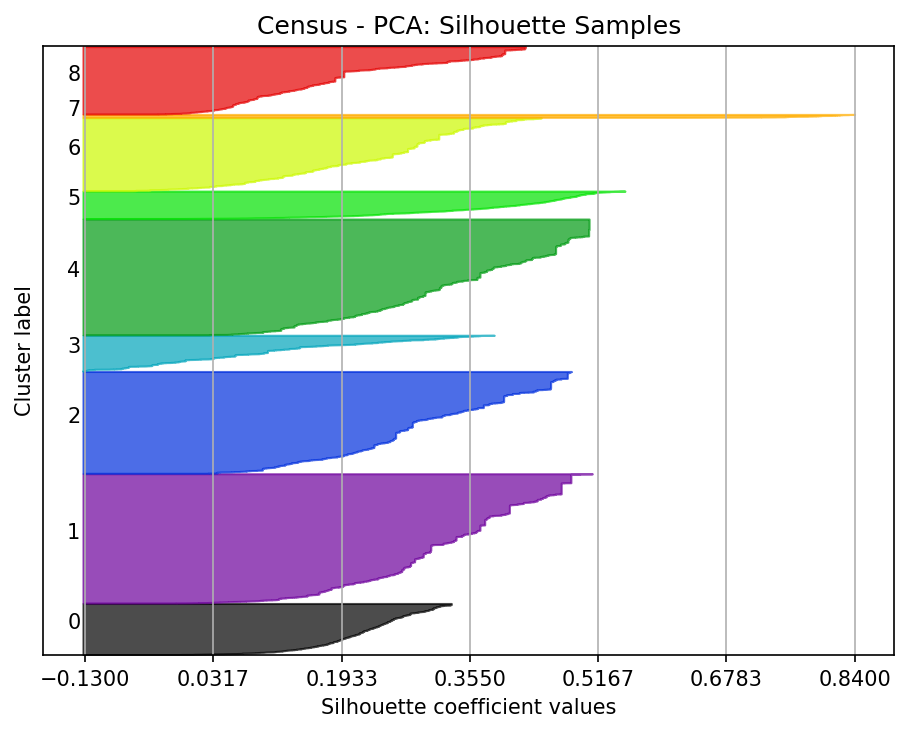 Census - PCA: Silhouette Samples
8
7
6
5
4
3
2
1
0
Cluster label
−0.1300 0.0317 0.1933 0.3550 0.5167 0.6783 0.8400
Silhouette coefficient values